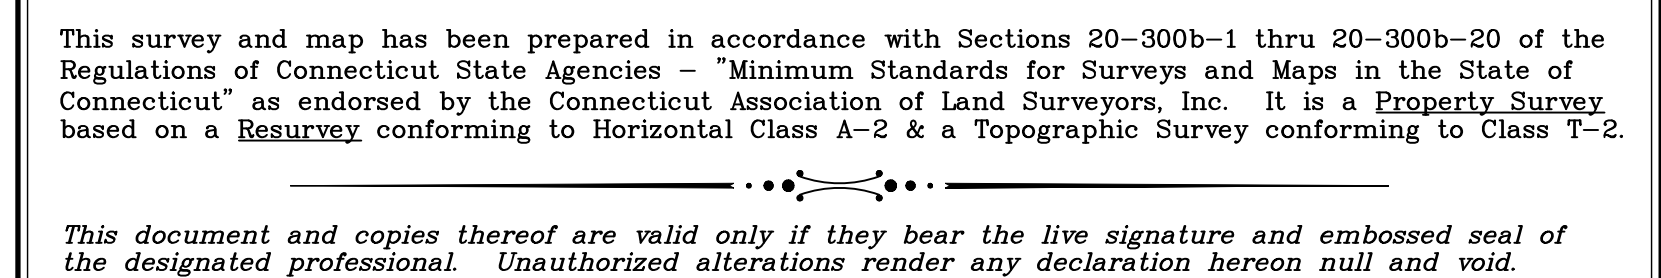 This survey and map has been prepared in accordance with Sections 20-300b-1 thru 20-300b-20 of the
Regulations of Connecticut State Agencies - "Minimum Standards for Surveys and Maps in the State of
Connecticut" as endorsed by the Connecticut Association of Land Surveyors, Inc. It is a Property Survey
based on a Resurvey conforming to Horizontal Class A-2 & a Topographic Survey conforming to Class T-2.
This document and copies thereof are valid only if they bear the live signature and embossed seal of
the designated professional. Unauthorized alterations render any declaration hereon null and void.